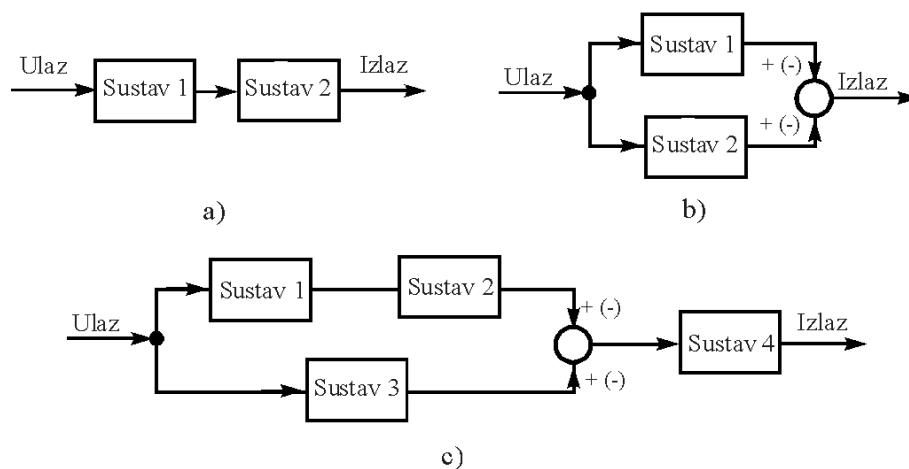 Ulaz
Sustav 1
Sustav 2
Izlaz
a)
Ulaz
Sustav 1
+ (-)
Izlaz
+ (-)
Sustav 2
b)
Ulaz
Sustav 1
Sustav 2
+ (-)
Sustav 4
Izlaz
Sustav 3
+ (-)
c)